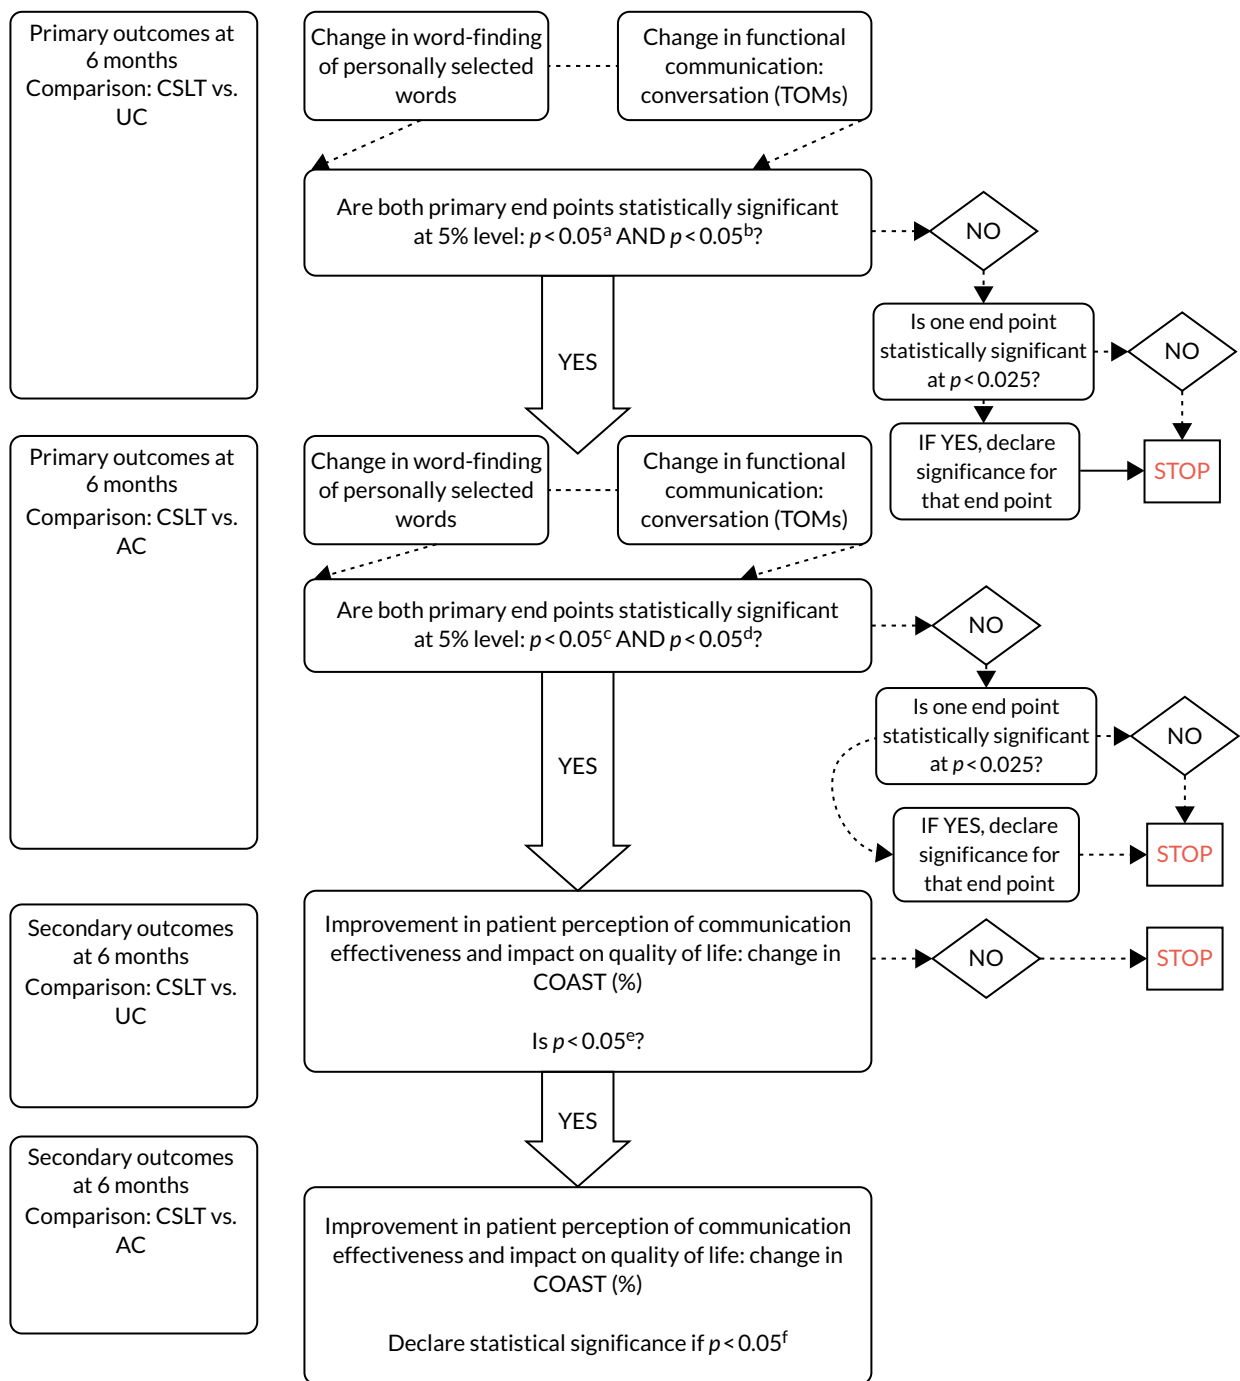 Primary outcomes at
6 months
Comparison: CSLT vs.
UC
Change in word-finding
of personally selected
words
Change in functional
communication:
conversation (TOMs)
Are both primary end points statistically significant
at 5% level: p<0.05ᵃ AND p<0.05ᵇ?
NO
Is one end point
statistically significant
at p<0.025?
NO
YES
IF YES, declare
significance for
that end point
STOP
Primary outcomes at
6 months
Comparison: CSLT vs.
AC
Change in word-finding
of personally selected
words
Change in functional
communication:
conversation (TOMs)
Are both primary end points statistically significant
at 5% level: p<0.05ᶜ AND p<0.05ᵈ?
NO
Is one end point
statistically significant
at p<0.025?
NO
YES
IF YES, declare
significance for
that end point
STOP
Secondary outcomes
at 6 months
Comparison: CSLT vs.
UC
Improvement in patient perception of communication
effectiveness and impact on quality of life: change in
COAST (%)
Is p<0.05ᵉ?
NO
STOP
YES
Secondary outcomes
at 6 months
Comparison: CSLT vs.
AC
Improvement in patient perception of communication
effectiveness and impact on quality of life: change in
COAST (%)
Declare statistical significance if p<0.05ᶠ